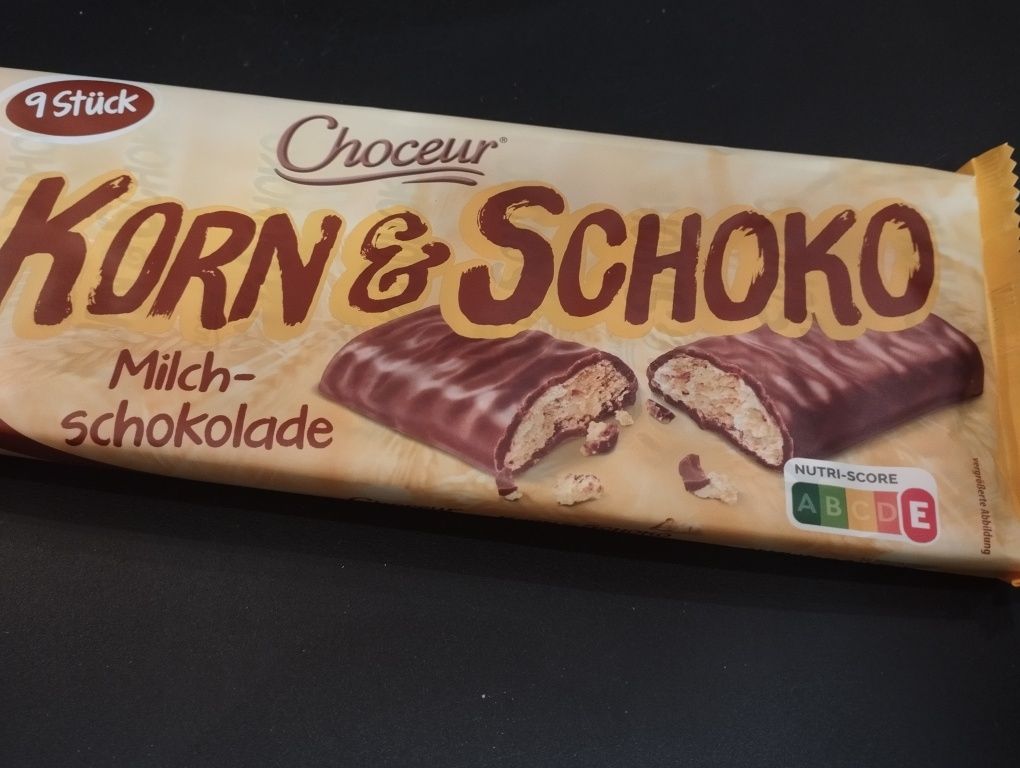 9 Stück
Choceur®
KORN & SCHOKO
Milch-
schokolade
NUTRI-SCORE
A B C D E
vergrößerte Abbildung